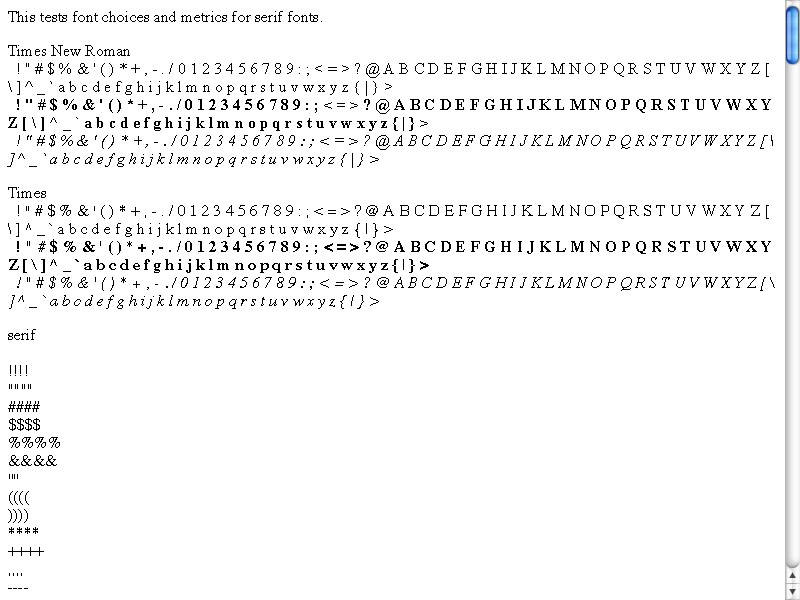 This tests font choices and metrics for serif fonts.
Times New Roman
! " # $ % & ' ( ) * + , - . / 0 1 2 3 4 5 6 7 8 9 : ; < = > ? @ A B C D E F G H I J K L M N O P Q R S T U V W X Y Z [
\ ] ^ _ ` a b c d e f g h i j k l m n o p q r s t u v w x y z { | } >
! " # $ % & ' ( ) * + , - . / 0 1 2 3 4 5 6 7 8 9 : ; < = > ? @ A B C D E F G H I J K L M N O P Q R S T U V W X Y
Z [ \ ] ^ _ ` a b c d e f g h i j k l m n o p q r s t u v w x y z { | } >
! " # $ % & ' ( ) * + , - . / 0 1 2 3 4 5 6 7 8 9 : ; < = > ? @ A B C D E F G H I J K L M N O P Q R S T U V W X Y Z [ \
] ^ _ ` a b c d e f g h i j k l m n o p q r s t u v w x y z { | } >
Times
! " # $ % & ' ( ) * + , - . / 0 1 2 3 4 5 6 7 8 9 : ; < = > ? @ A B C D E F G H I J K L M N O P Q R S T U V W X Y Z [
\ ] ^ _ ` a b c d e f g h i j k l m n o p q r s t u v w x y z { | } >
! " # $ % & ' ( ) * + , - . / 0 1 2 3 4 5 6 7 8 9 : ; < = > ? @ A B C D E F G H I J K L M N O P Q R S T U V W X Y
Z [ \ ] ^ _ ` a b c d e f g h i j k l m n o p q r s t u v w x y z { | } >
! " # $ % & ' ( ) * + , - . / 0 1 2 3 4 5 6 7 8 9 : ; < = > ? @ A B C D E F G H I J K L M N O P Q R S T U V W X Y Z [ \
] ^ _ ` a b c d e f g h i j k l m n o p q r s t u v w x y z { | } >
serif
!!!!
""""
####
$$$$
%%%%
&&&&
''''
((((
))))
****
++++
,,,,
----